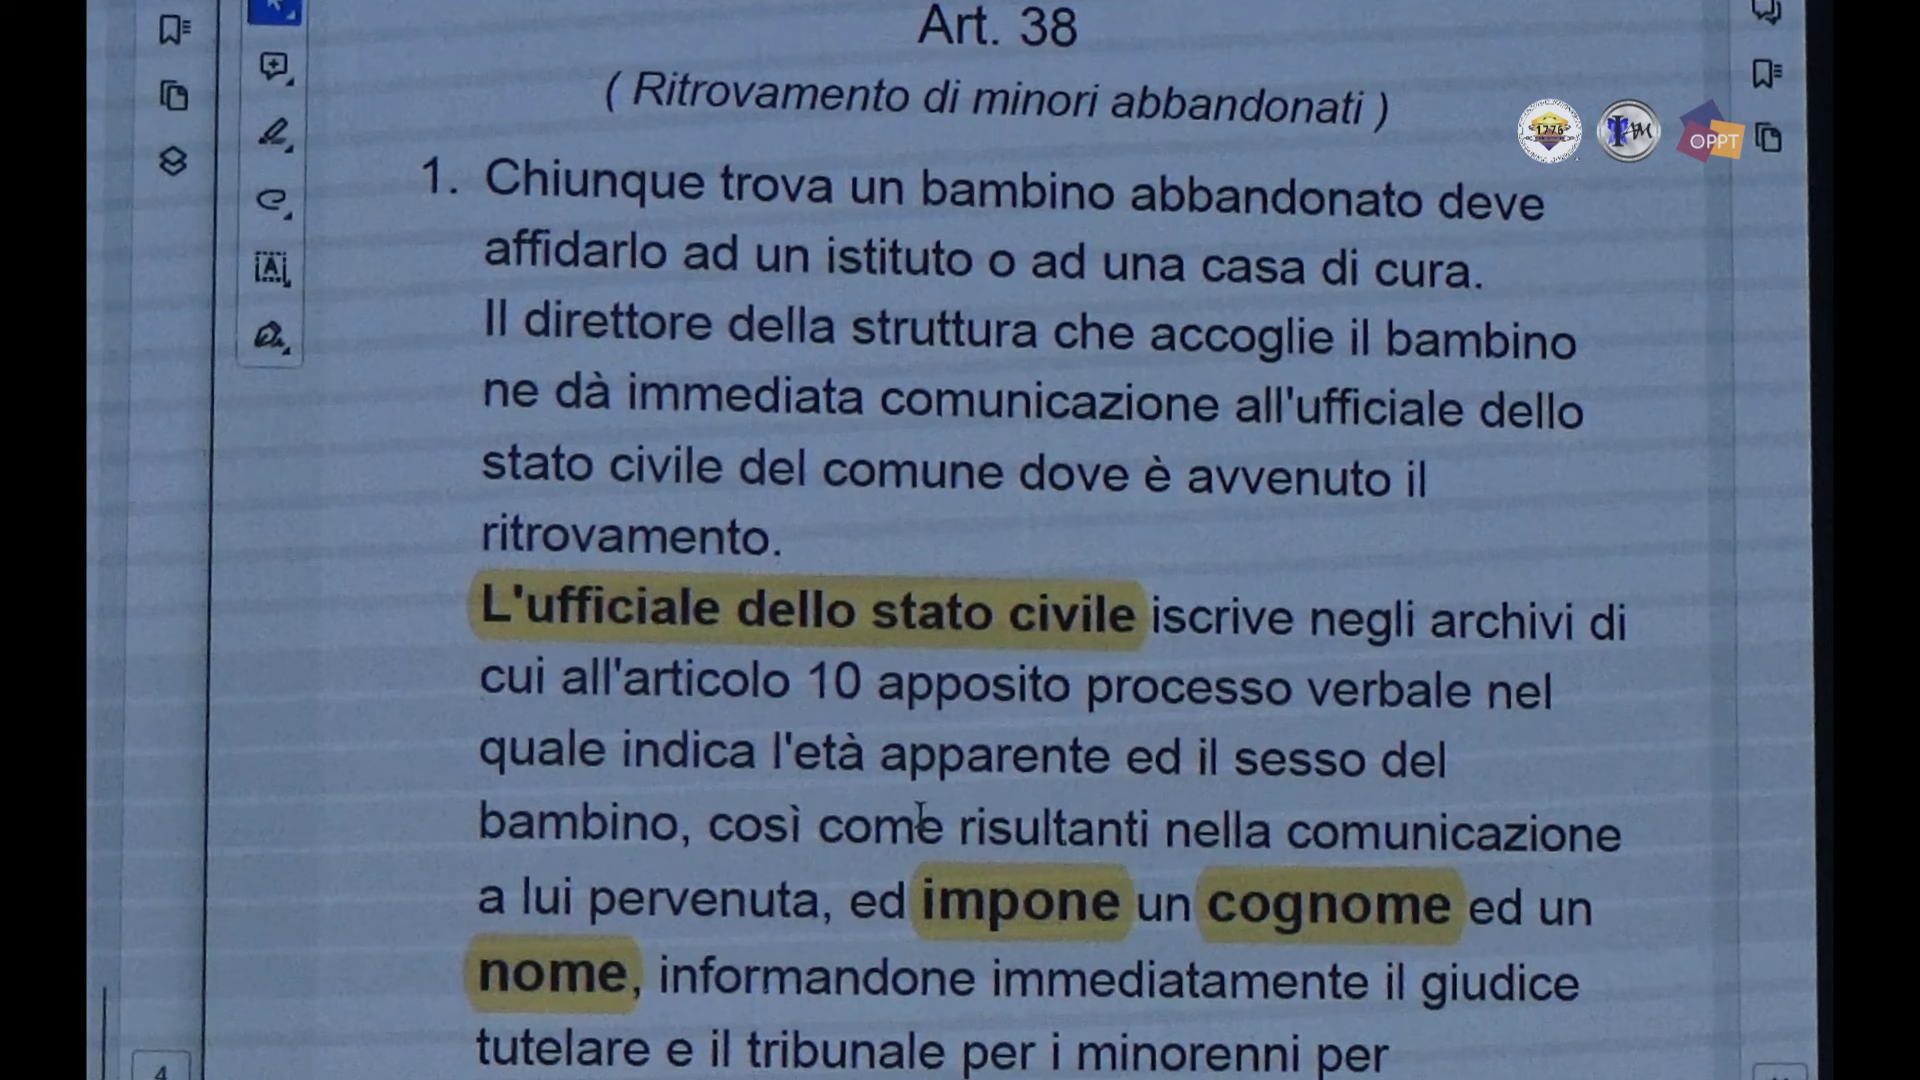 Art. 38
( Ritrovamento di minori abbandonati )
1776
TW
OPPT
1. Chiunque trova un bambino abbandonato deve
affidarlo ad un istituto o ad una casa di cura.
Il direttore della struttura che accoglie il bambino
ne dà immediata comunicazione all'ufficiale dello
stato civile del comune dove è avvenuto il
ritrovamento.
L'ufficiale dello stato civile iscrive negli archivi di
cui all'articolo 10 apposito processo verbale nel
quale indica l'età apparente ed il sesso del
bambino, così come risultanti nella comunicazione
a lui pervenuta, ed impone un cognome ed un
nome, informandone immediatamente il giudice
tutelare e il tribunale per i minorenni per
4